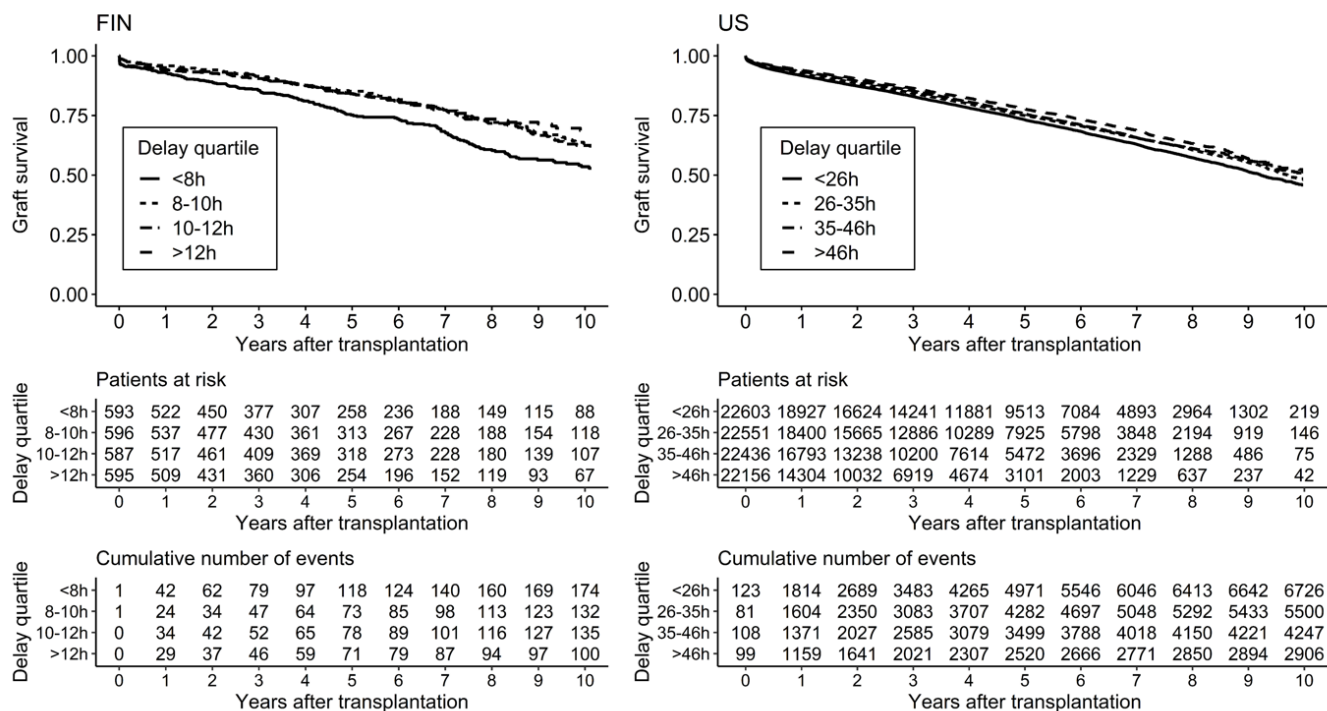 FIN
1.00
0.75
0.50
0.25
0.00
Graft survival
Delay quartile
<8h
8-10h
10-12h
>12h
0 1 2 3 4 5 6 7 8 9 10
Years after transplantation
Patients at risk
Delay quartile
<8h 593 522 450 377 307 258 236 188 149 115 88
8-10h 596 537 477 430 361 313 267 228 188 154 118
10-12h 587 517 461 409 369 318 273 228 180 139 107
>12h 595 509 431 360 306 254 196 152 119 93 67
0 1 2 3 4 5 6 7 8 9 10
Years after transplantation
Cumulative number of events
Delay quartile
<8h 1 42 62 79 97 118 124 140 160 169 174
8-10h 1 24 34 47 64 73 85 98 113 123 132
10-12h 0 34 42 52 65 78 89 101 116 127 135
>12h 0 29 37 46 59 71 79 87 94 97 100
0 1 2 3 4 5 6 7 8 9 10
Years after transplantation
US
1.00
0.75
0.50
0.25
0.00
Graft survival
Delay quartile
<26h
26-35h
35-46h
>46h
0 1 2 3 4 5 6 7 8 9 10
Years after transplantation
Patients at risk
Delay quartile
<26h 22603 18927 16624 14241 11881 9513 7084 4893 2964 1302 219
26-35h 22551 18400 15665 12886 10289 7925 5798 3848 2194 919 146
35-46h 22436 16793 13238 10200 7614 5472 3696 2329 1288 486 75
>46h 22156 14304 10032 6919 4674 3101 2003 1229 637 237 42
0 1 2 3 4 5 6 7 8 9 10
Years after transplantation
Cumulative number of events
Delay quartile
<26h 123 1814 2689 3483 4265 4971 5546 6046 6413 6642 6726
26-35h 81 1604 2350 3083 3707 4282 4697 5048 5292 5433 5500
35-46h 108 1371 2027 2585 3079 3499 3788 4018 4150 4221 4247
>46h 99 1159 1641 2021 2307 2520 2666 2771 2850 2894 2906
0 1 2 3 4 5 6 7 8 9 10
Years after transplantation